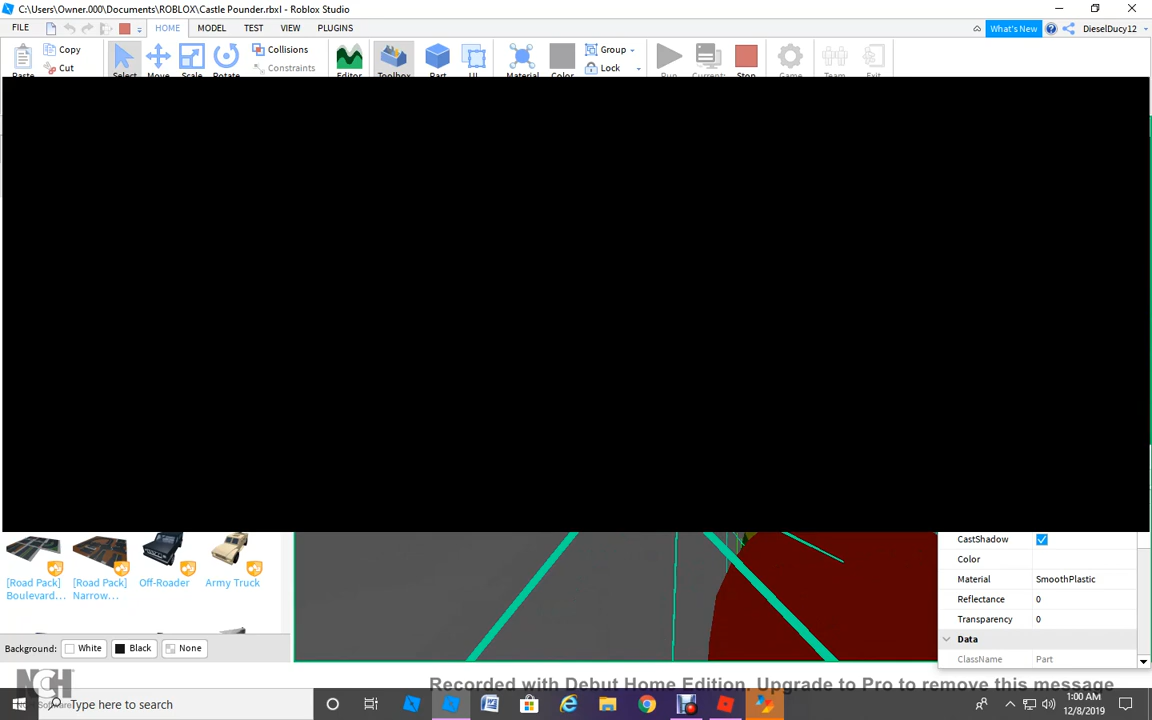 C:\Users\Owner.000\Documents\ROBLOX\Castle Pounder.rbxl - Roblox Studio
FILE HOME MODEL TEST VIEW PLUGINS What's New DieselDucy12
Copy Collisions Group
Cut Constraints Lock
Paste Select Move Scale Rotate Editor Toolbox Part UI Material Color Run Current: Stop Game Team Exit
CastShadow
Color
Material SmoothPlastic
Reflectance 0
Transparency 0
Data
ClassName Part
[Road Pack] Boulevard...
[Road Pack] Narrow...
Off-Roader
Army Truck
Background: White Black None
NCH
NCH Software
Recorded with Debut Home Edition. Upgrade to Pro to remove this message
Type here to search
1:00 AM
12/8/2019